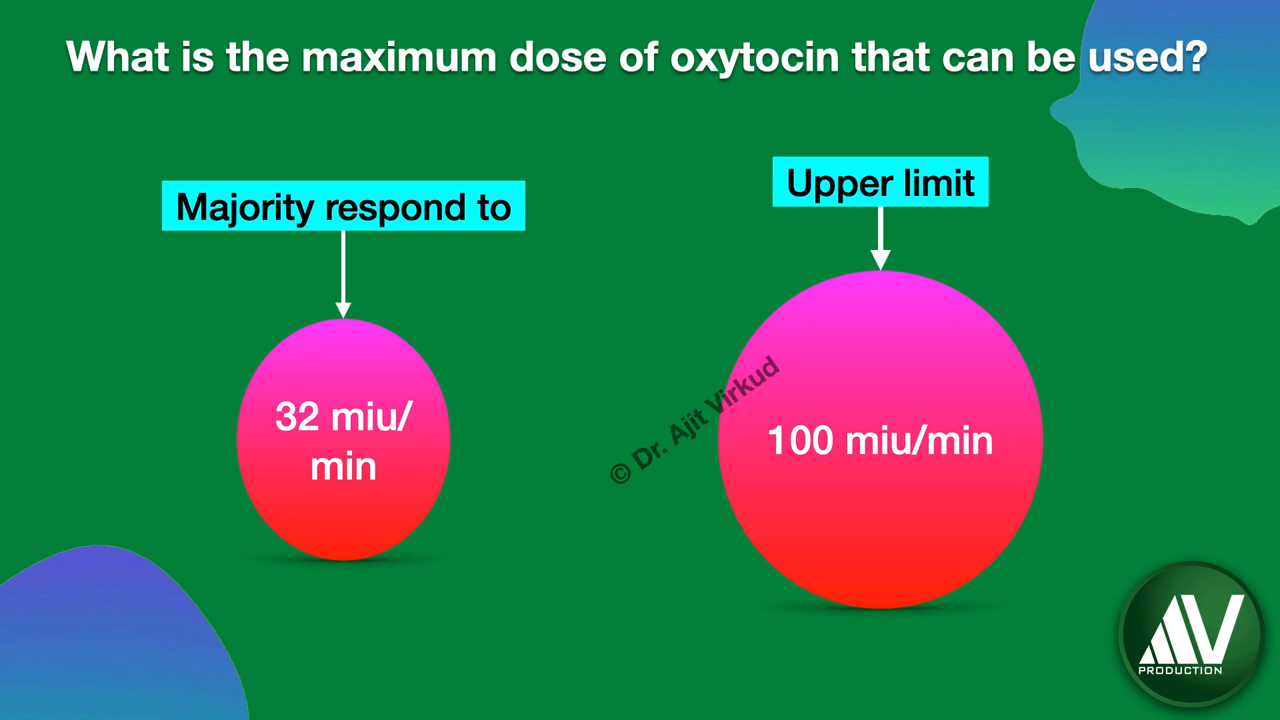 What is the maximum dose of oxytocin that can be used?
Majority respond to
Upper limit
32 miu/
min
100 miu/min
© Dr. Ajit Virkud
AV
PRODUCTION